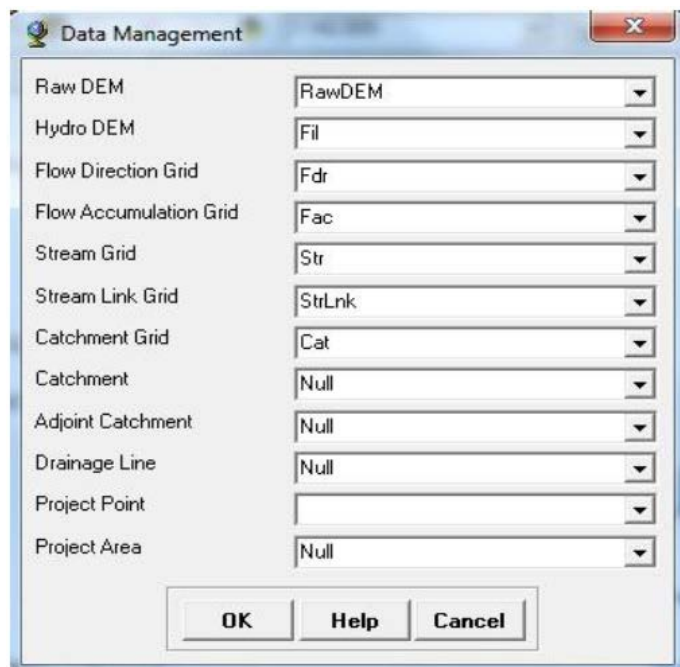 Data Management
Raw DEM RawDEM
Hydro DEM Fil
Flow Direction Grid Fdr
Flow Accumulation Grid Fac
Stream Grid Str
Stream Link Grid StrLnk
Catchment Grid Cat
Catchment Null
Adjoint Catchment Null
Drainage Line Null
Project Point
Project Area Null
OK Help Cancel